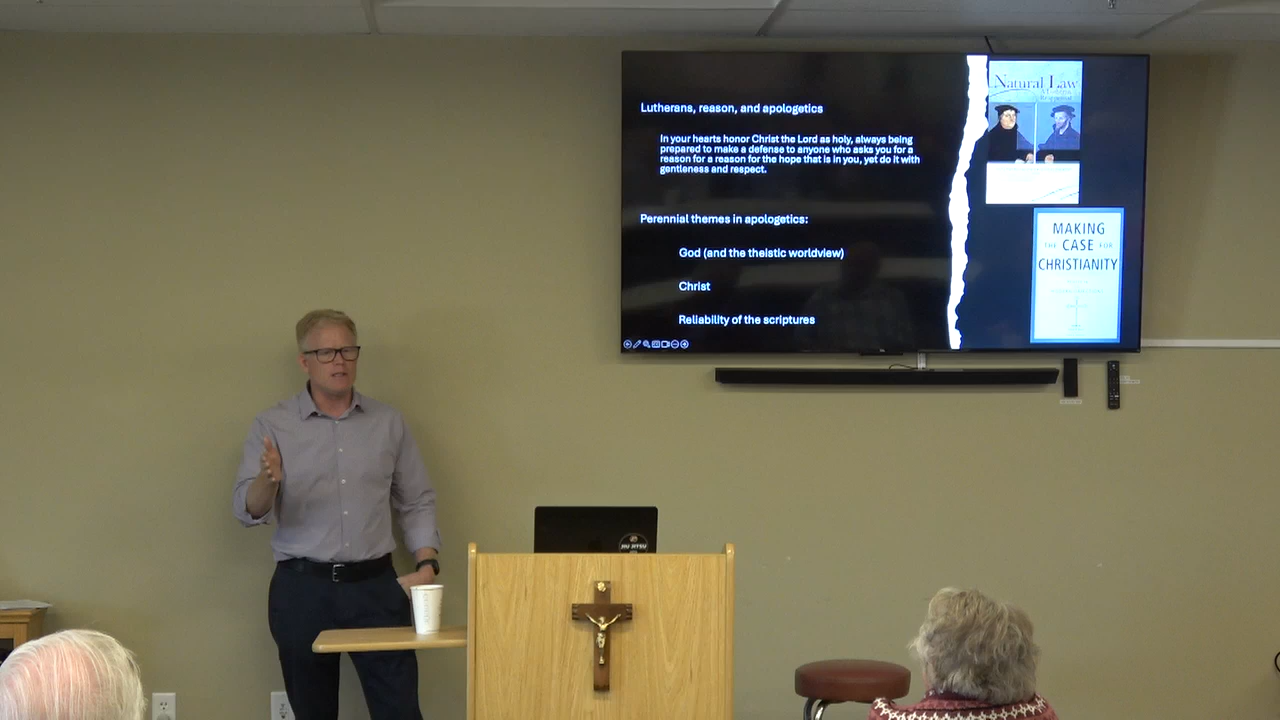 Lutherans, reason, and apologetics
In your hearts honor Christ the Lord as holy, always being
prepared to make a defense to anyone who asks you for a
reason for a reason for the hope that is in you, yet do it with
gentleness and respect.
Perennial themes in apologetics:
God (and the theistic worldview)
Christ
Reliability of the scriptures
Natural Law
MAKING
THE CASE FOR
CHRISTIANITY
JIU JITSU